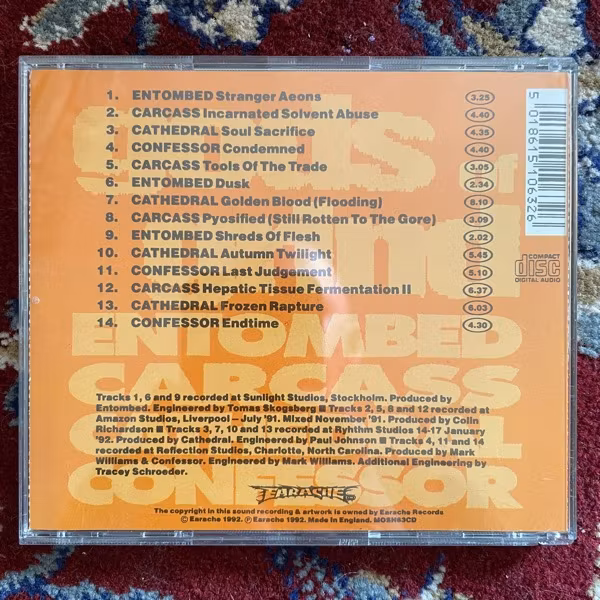 gods of
grind
1. ENTOMBED Stranger Aeons 3.25
2. CARCASS Incarnated Solvent Abuse 4.40
3. CATHEDRAL Soul Sacrifice 4.35
4. CONFESSOR Condemned 4.40
5. CARCASS Tools Of The Trade 3.05
6. ENTOMBED Dusk 2.34
7. CATHEDRAL Golden Blood (Flooding) 8.10
8. CARCASS Pyosified (Still Rotten To The Gore) 3.09
9. ENTOMBED Shreds Of Flesh 2.02
10. CATHEDRAL Autumn Twilight 5.45
11. CONFESSOR Last Judgement 5.10
12. CARCASS Hepatic Tissue Fermentation II 6.37
13. CATHEDRAL Frozen Rapture 6.03
14. CONFESSOR Endtime 4.30
5 018615 106326
COMPACT
disc
DIGITAL AUDIO
ENTOMBED
CARCASS
CATHEDRAL
CONFESSOR
Tracks 1, 6 and 9 recorded at Sunlight Studios, Stockholm. Produced by
Entombed. Engineered by Tomas Skogsberg ■ Tracks 2, 5, 8 and 12 recorded at
Amazon Studios, Liverpool – July '91. Mixed November '91. Produced by Colin
Richardson ■ Tracks 3, 7, 10 and 13 recorded at Ryhthm Studios 14-17 January
'92. Produced by Cathedral. Engineered by Paul Johnson ■ Tracks 4, 11 and 14
recorded at Reflection Studios, Charlotte, North Carolina. Produced by Mark
Williams & Confessor. Engineered by Mark Williams. Additional Engineering by
Tracey Schroeder.
EARACHE
The copyright in this sound recording & artwork is owned by Earache Records
© Earache 1992. ℗ Earache 1992. Made in England. MOSH63CD